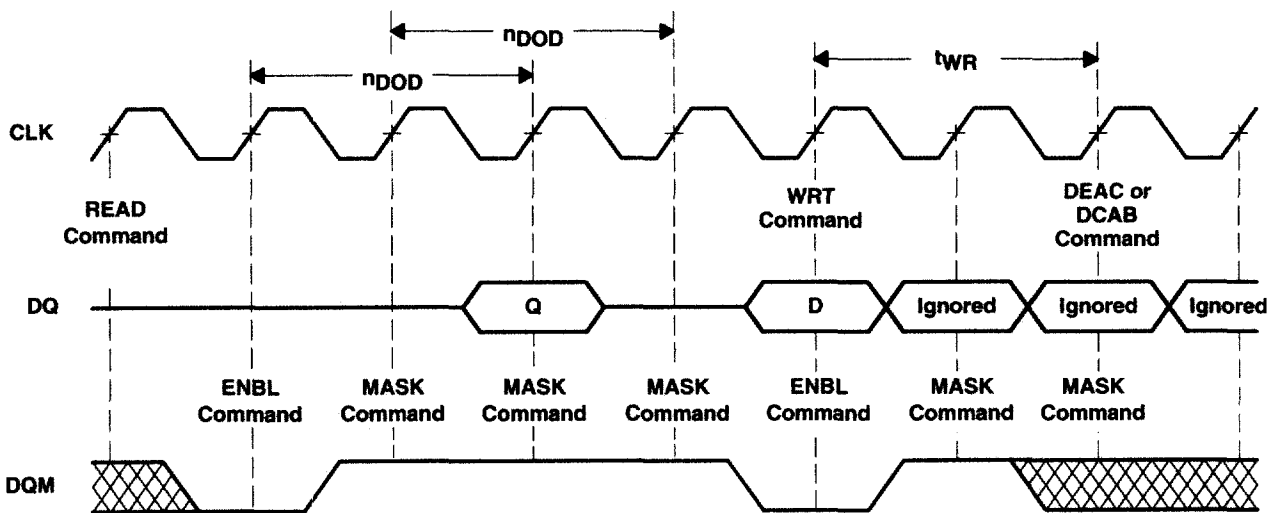 nDOD
nDOD
tWR
CLK
READ
Command
WRT
Command
DEAC or
DCAB
Command
DQ
Q
D
Ignored
Ignored
Ignored
ENBL
Command
MASK
Command
MASK
Command
MASK
Command
ENBL
Command
MASK
Command
MASK
Command
DQM